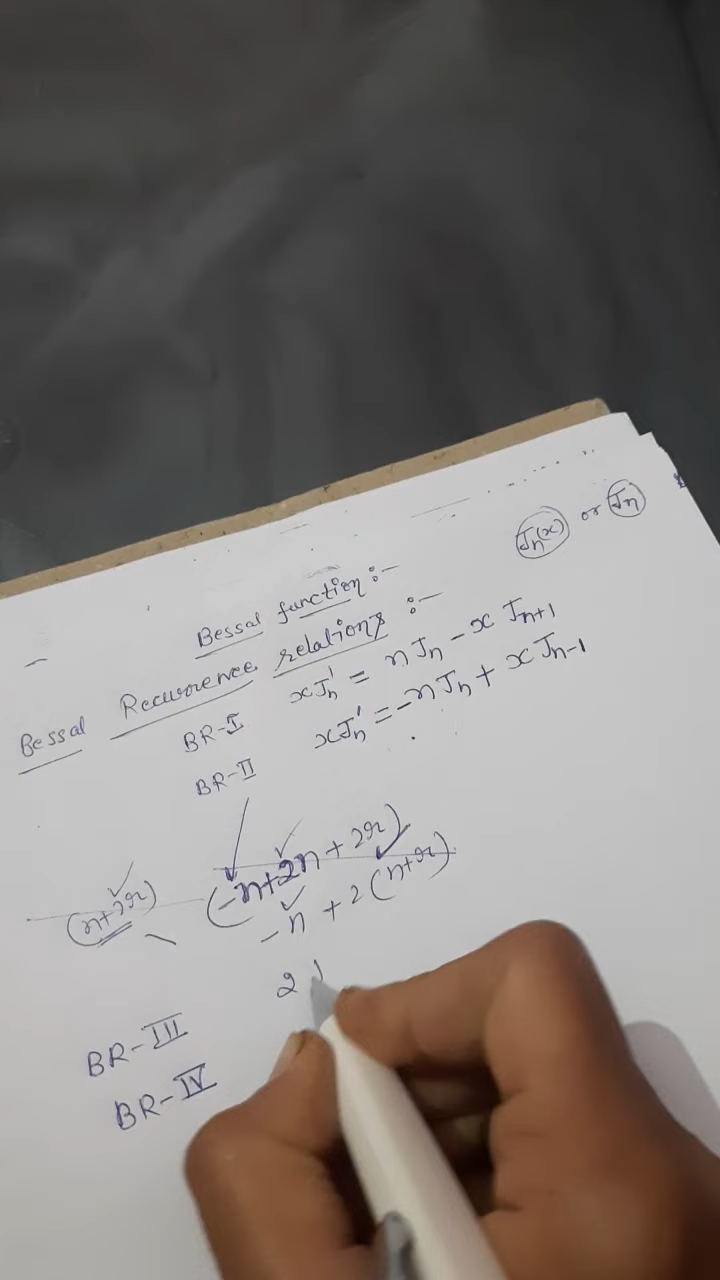 Jn(x) or Jn
Bessal function :-
Bessal Recurrence relations :-
BR-I xJn' = nJn - xJn+1
BR-II xJn' = -nJn + xJn-1
(n+2r) (-n+2n+2r)
-n + 2(n+r)
2
BR-III
BR-IV